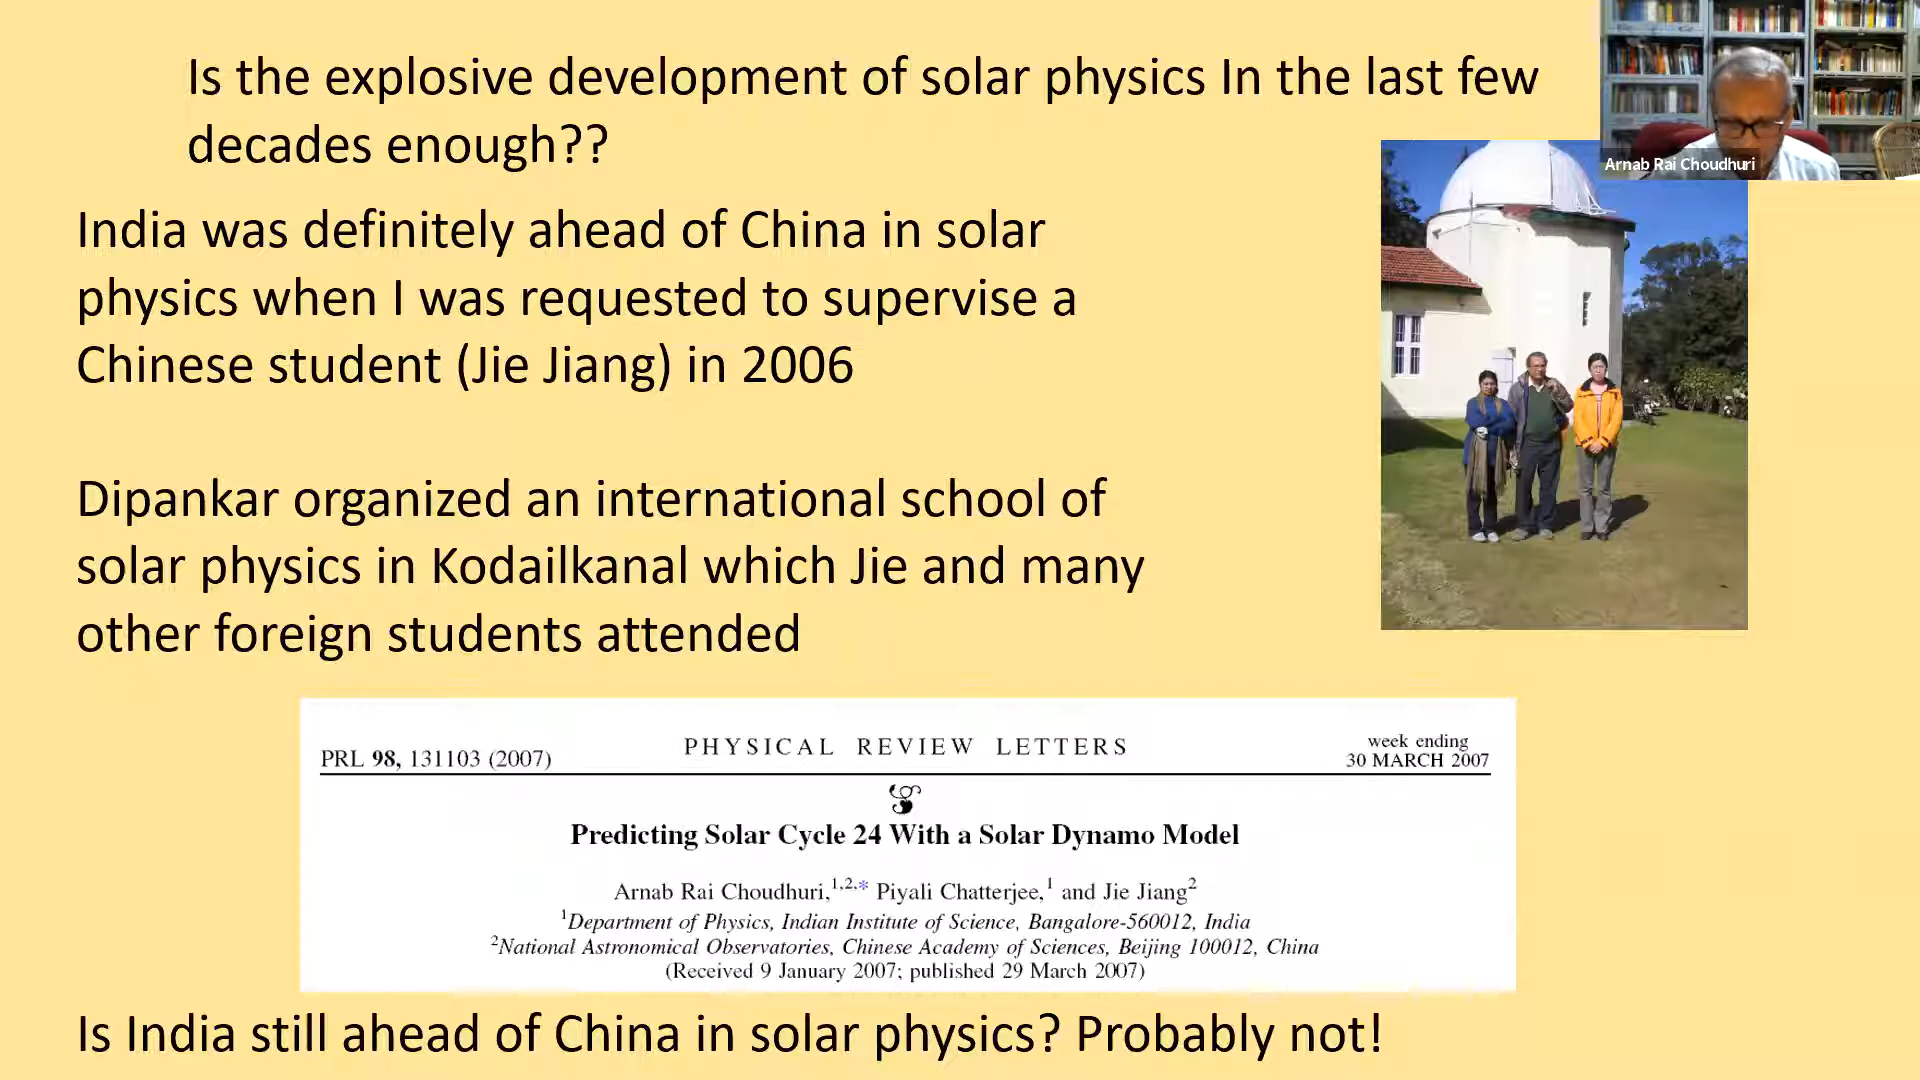 Is the explosive development of solar physics In the last few
decades enough??
Arnab Rai Choudhuri
India was definitely ahead of China in solar
physics when I was requested to supervise a
Chinese student (Jie Jiang) in 2006
Dipankar organized an international school of
solar physics in Kodailkanal which Jie and many
other foreign students attended
PRL 98, 131103 (2007)
PHYSICAL REVIEW LETTERS
week ending
30 MARCH 2007
Predicting Solar Cycle 24 With a Solar Dynamo Model
Arnab Rai Choudhuri,1,2,* Piyali Chatterjee,1 and Jie Jiang2
1Department of Physics, Indian Institute of Science, Bangalore-560012, India
2National Astronomical Observatories, Chinese Academy of Sciences, Beijing 100012, China
(Received 9 January 2007; published 29 March 2007)
Is India still ahead of China in solar physics? Probably not!